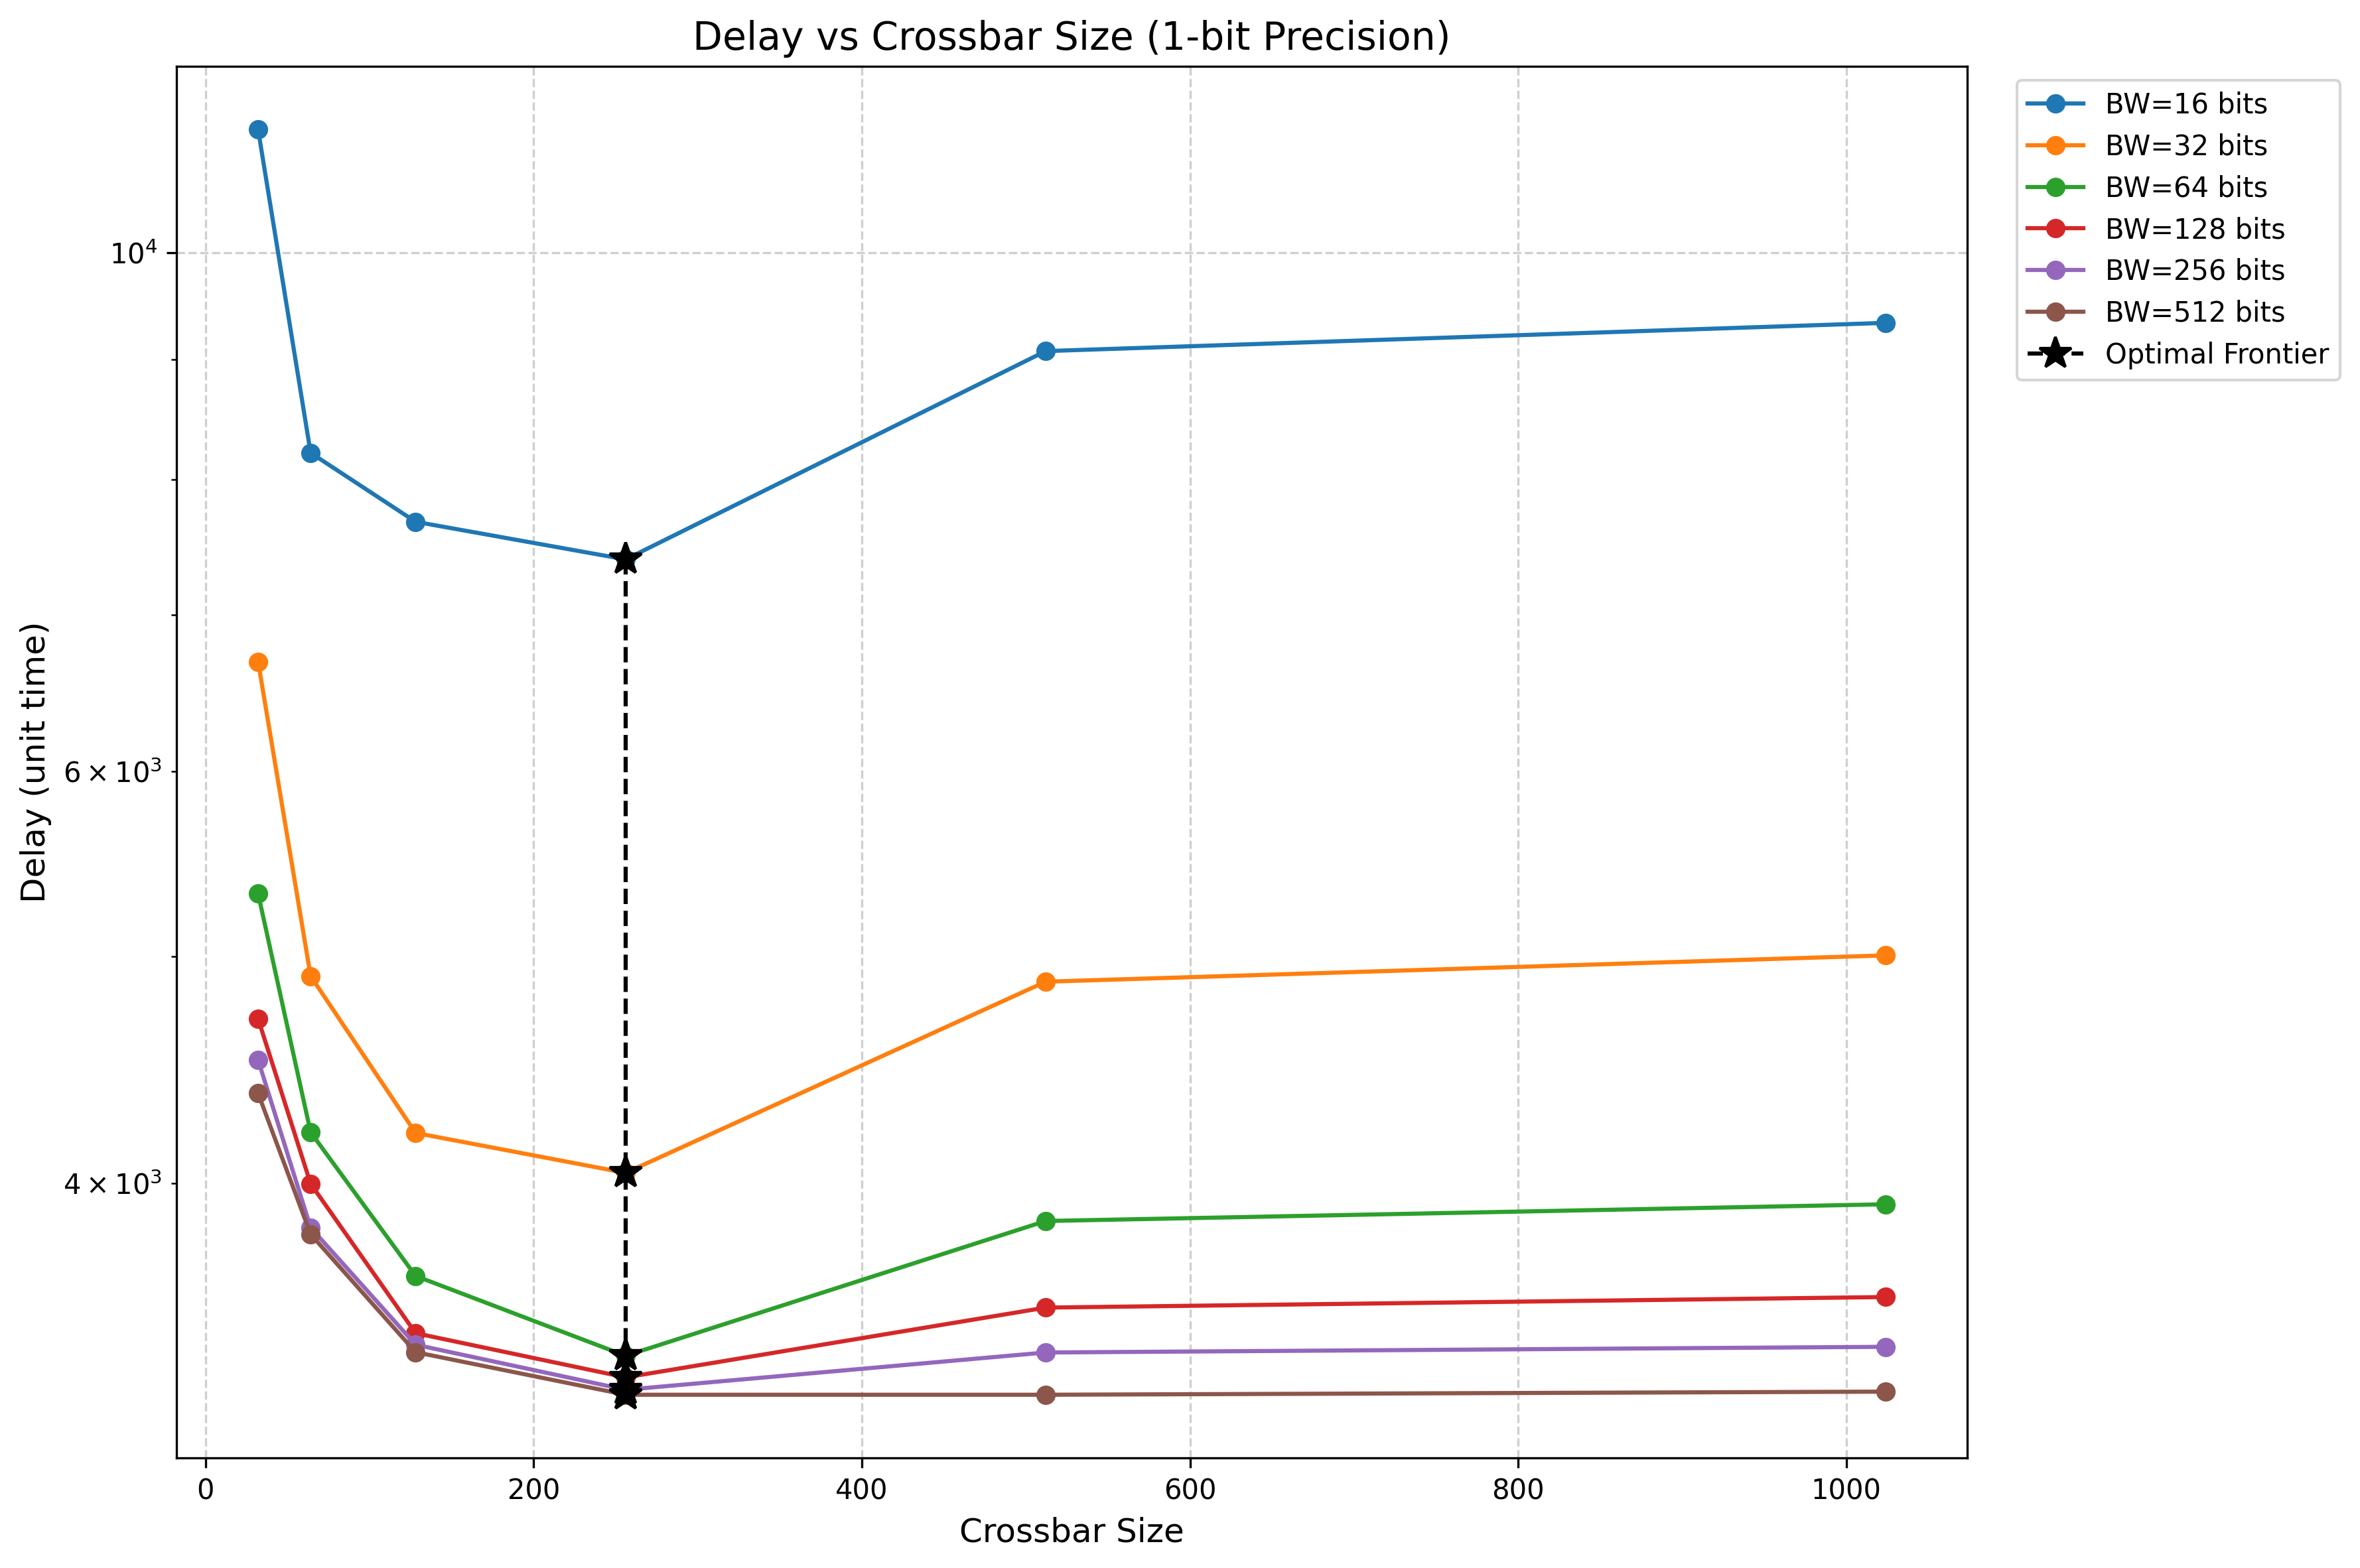 Delay vs Crossbar Size (1-bit Precision)
BW=16 bits
BW=32 bits
BW=64 bits
BW=128 bits
BW=256 bits
BW=512 bits
Optimal Frontier
10⁴
6 × 10³
4 × 10³
Delay (unit time)
0 200 400 600 800 1000
Crossbar Size